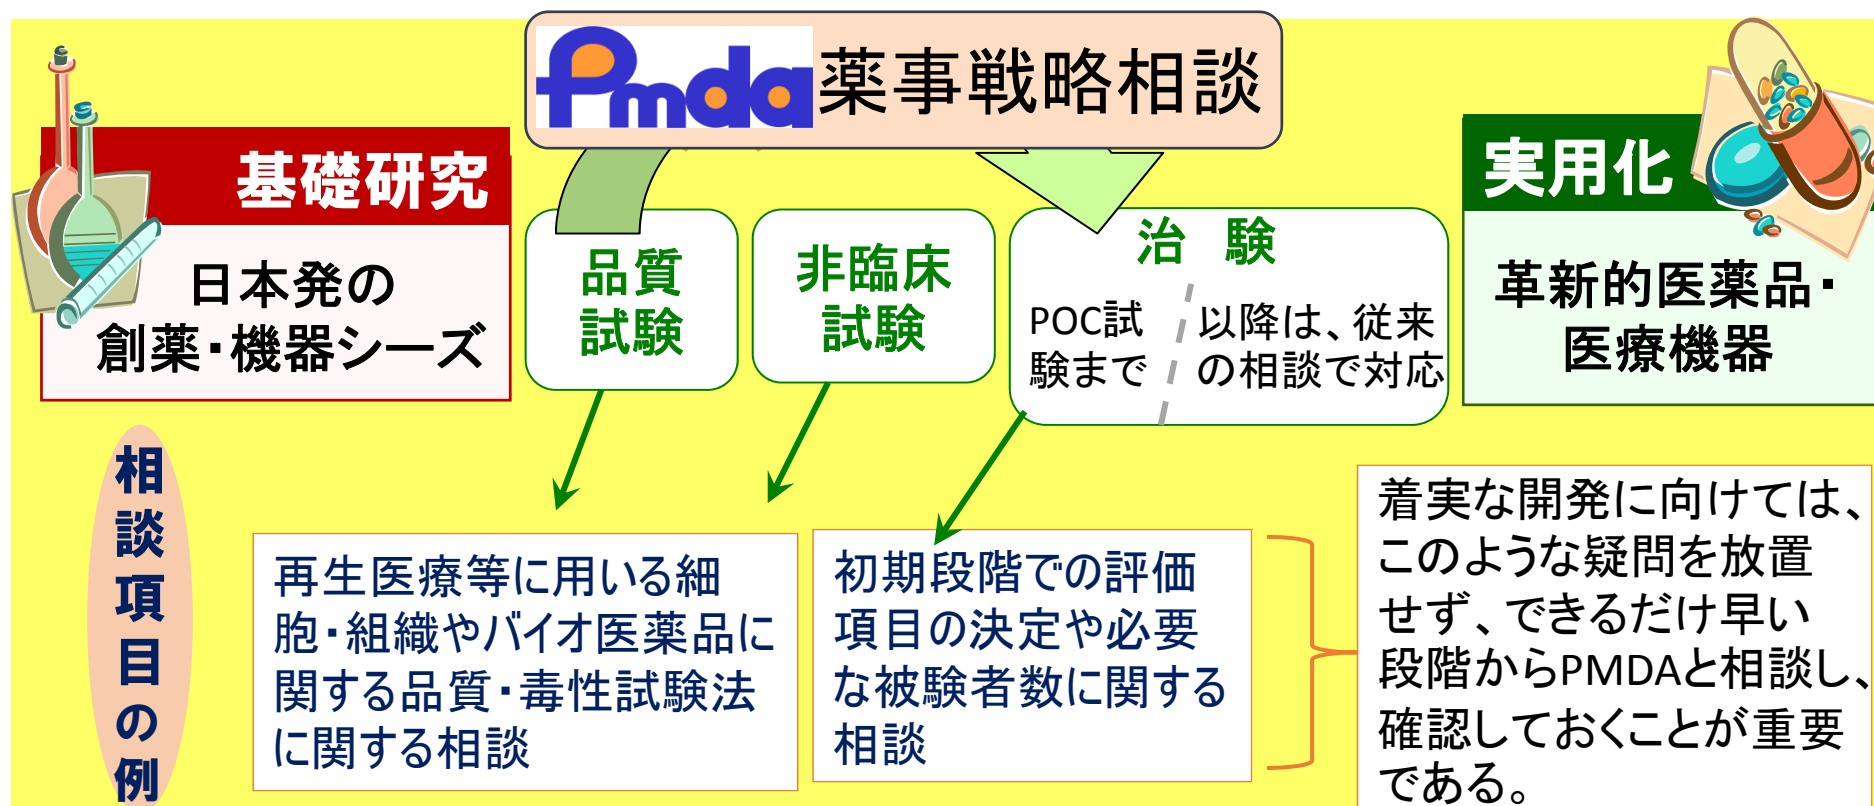 Pmda薬事戦略相談
基礎研究
日本発の
創薬・機器シーズ
品質
試験
非臨床
試験
治　験
POC試
験まで
以降は、従来
の相談で対応
実用化
革新的医薬品・
医療機器
相談項目の例
再生医療等に用いる細
胞・組織やバイオ医薬品に
関する品質・毒性試験法
に関する相談
初期段階での評価
項目の決定や必要
な被験者数に関する
相談
着実な開発に向けては、
このような疑問を放置
せず、できるだけ早い
段階からPMDAと相談し、
確認しておくことが重要
である。